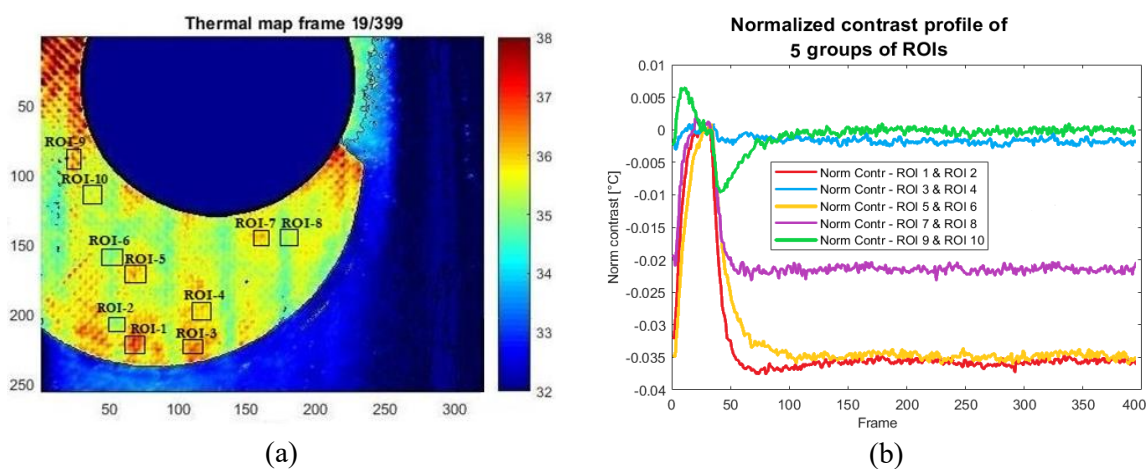 Thermal map frame 19/399
38
37
36
35
34
33
32
50
100
150
200
250
50
100
150
200
250
300
ROI-9
ROI-10
ROI-7
ROI-8
ROI-6
ROI-5
ROI-4
ROI-2
ROI-1
ROI-3
(a)
Normalized contrast profile of
5 groups of ROIs
0.01
0.005
0
-0.005
-0.01
-0.015
-0.02
-0.025
-0.03
-0.035
-0.04
Norm contrast [°C]
Norm Contr - ROI 1 & ROI 2
Norm Contr - ROI 3 & ROI 4
Norm Contr - ROI 5 & ROI 6
Norm Contr - ROI 7 & ROI 8
Norm Contr - ROI 9 & ROI 10
0
50
100
150
200
250
300
350
400
Frame
(b)